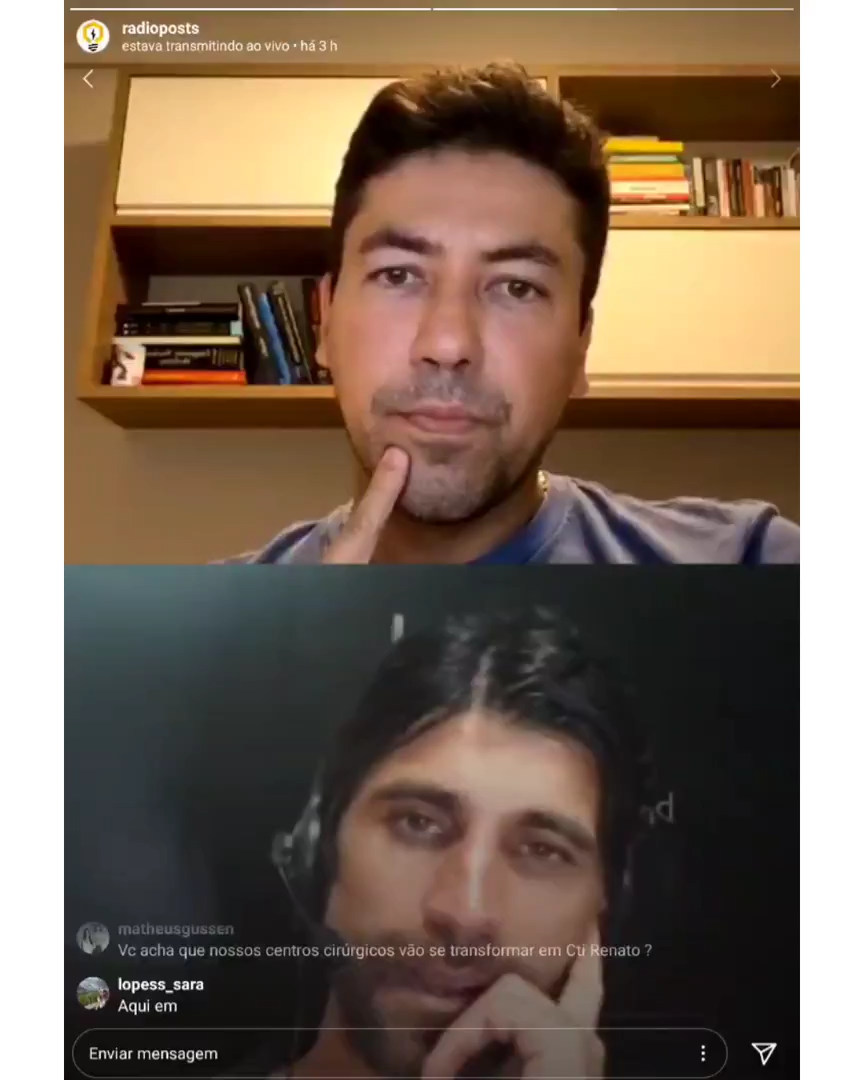 radioposts
estava transmitindo ao vivo • há 3 h
matheusgussen
Vc acha que nossos centros cirúrgicos vão se transformar em Cti Renato ?
lopess_sara
Aqui em
Enviar mensagem